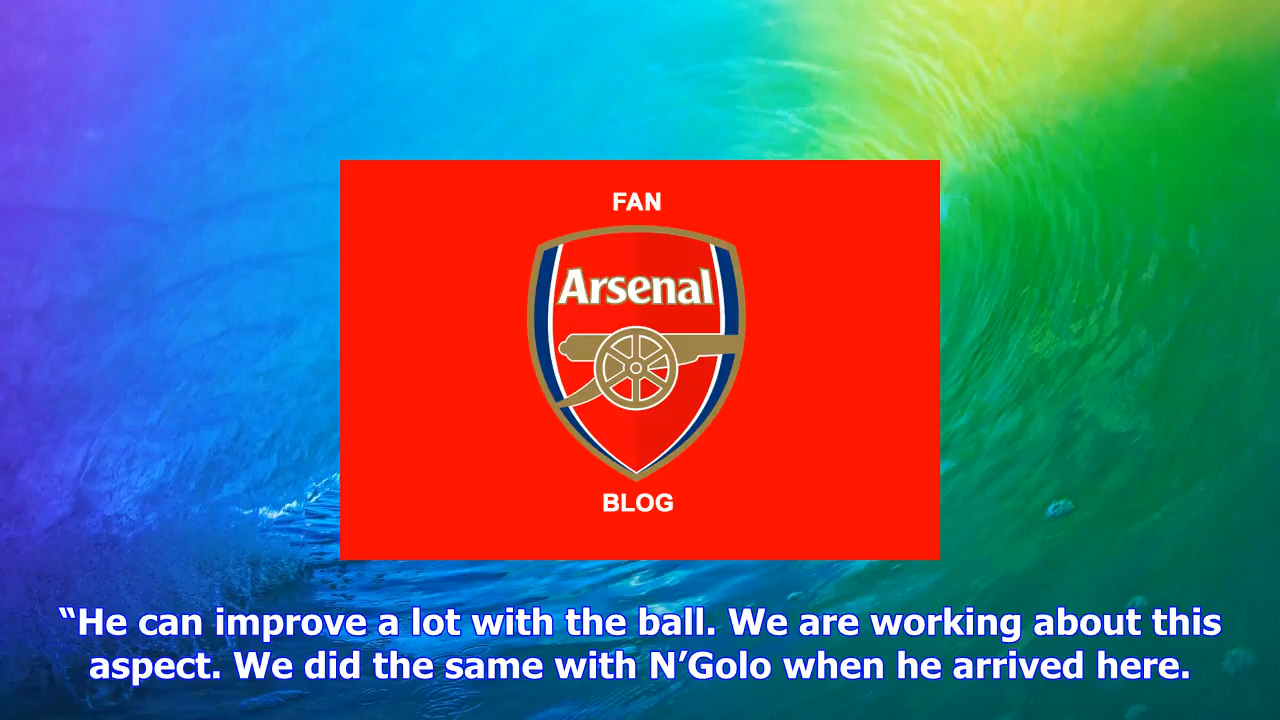 FAN
Arsenal
BLOG
“He can improve a lot with the ball. We are working about this
aspect. We did the same with N’Golo when he arrived here.